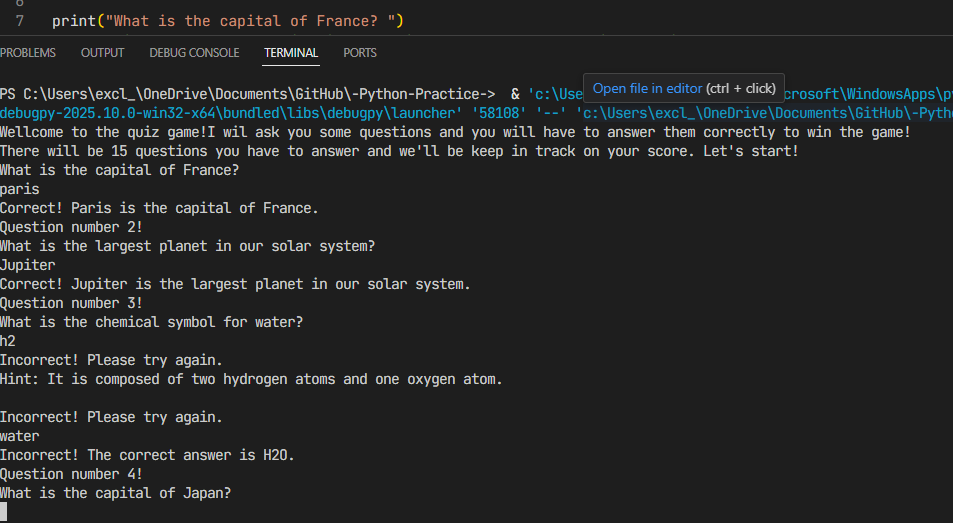 6
7 print("What is the capital of France? ")
PROBLEMS OUTPUT DEBUG CONSOLE TERMINAL PORTS
Open file in editor (ctrl + click)
PS C:\Users\excl_\OneDrive\Documents\GitHub\-Python-Practice-> & 'c:\Use crosoft\WindowsApps\p
debugpy-2025.10.0-win32-x64\bundled\libs\debugpy\launcher' '58108' '--' 'c:\Users\excl_\OneDrive\Documents\GitHub\-Pyth
Wellcome to the quiz game!I wil ask you some questions and you will have to answer them correctly to win the game!
There will be 15 questions you have to answer and we'll be keep in track on your score. Let's start!
What is the capital of France?
paris
Correct! Paris is the capital of France.
Question number 2!
What is the largest planet in our solar system?
Jupiter
Correct! Jupiter is the largest planet in our solar system.
Question number 3!
What is the chemical symbol for water?
h2
Incorrect! Please try again.
Hint: It is composed of two hydrogen atoms and one oxygen atom.
Incorrect! Please try again.
water
Incorrect! The correct answer is H2O.
Question number 4!
What is the capital of Japan?